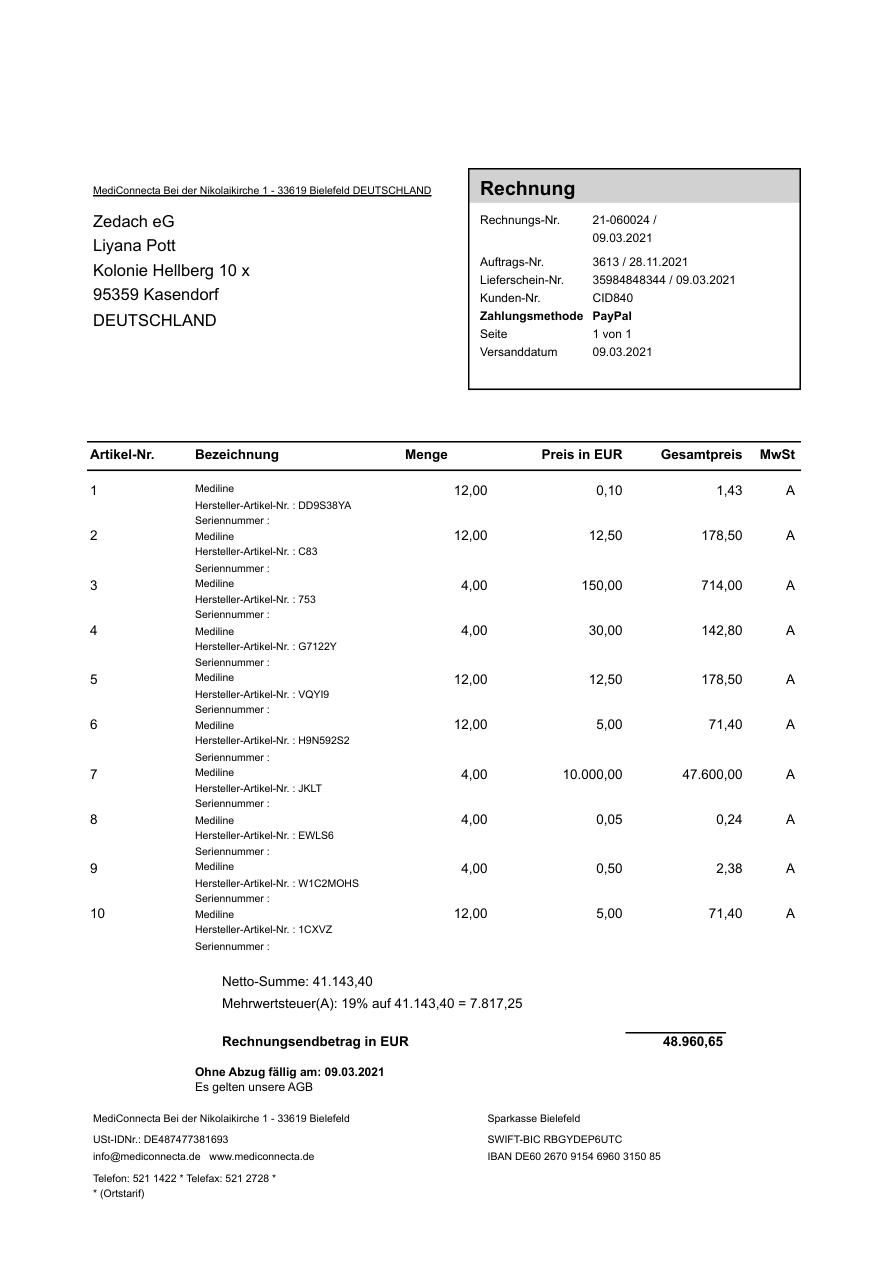 MediConnecta Bei der Nikolaikirche 1 - 33619 Bielefeld DEUTSCHLAND
Zedach eG
Liyana Pott
Kolonie Hellberg 10 x
95359 Kasendorf
DEUTSCHLAND
Rechnung
Rechnungs-Nr. 21-060024 /
09.03.2021
Auftrags-Nr. 3613 / 28.11.2021
Lieferschein-Nr. 35984848344 / 09.03.2021
Kunden-Nr. CID840
Zahlungsmethode PayPal
Seite 1 von 1
Versanddatum 09.03.2021
Artikel-Nr. Bezeichnung Menge Preis in EUR Gesamtpreis MwSt
1 Mediline 12,00 0,10 1,43 A
Hersteller-Artikel-Nr. : DD9S38YA
Seriennummer :
2 Mediline 12,00 12,50 178,50 A
Hersteller-Artikel-Nr. : C83
Seriennummer :
3 Mediline 4,00 150,00 714,00 A
Hersteller-Artikel-Nr. : 753
Seriennummer :
4 Mediline 4,00 30,00 142,80 A
Hersteller-Artikel-Nr. : G7122Y
Seriennummer :
5 Mediline 12,00 12,50 178,50 A
Hersteller-Artikel-Nr. : VQYI9
Seriennummer :
6 Mediline 12,00 5,00 71,40 A
Hersteller-Artikel-Nr. : H9N592S2
Seriennummer :
7 Mediline 4,00 10.000,00 47.600,00 A
Hersteller-Artikel-Nr. : JKLT
Seriennummer :
8 Mediline 4,00 0,05 0,24 A
Hersteller-Artikel-Nr. : EWLS6
Seriennummer :
9 Mediline 4,00 0,50 2,38 A
Hersteller-Artikel-Nr. : W1C2MOHS
Seriennummer :
10 Mediline 12,00 5,00 71,40 A
Hersteller-Artikel-Nr. : 1CXVZ
Seriennummer :
Netto-Summe: 41.143,40
Mehrwertsteuer(A): 19% auf 41.143,40 = 7.817,25
Rechnungsendbetrag in EUR 48.960,65
Ohne Abzug fällig am: 09.03.2021
Es gelten unsere AGB
MediConnecta Bei der Nikolaikirche 1 - 33619 Bielefeld
USt-IDNr.: DE487477381693
info@mediconnecta.de www.mediconnecta.de
Telefon: 521 1422 * Telefax: 521 2728 *
* (Ortstarif)
Sparkasse Bielefeld
SWIFT-BIC RBGYDEP6UTC
IBAN DE60 2670 9154 6960 3150 85